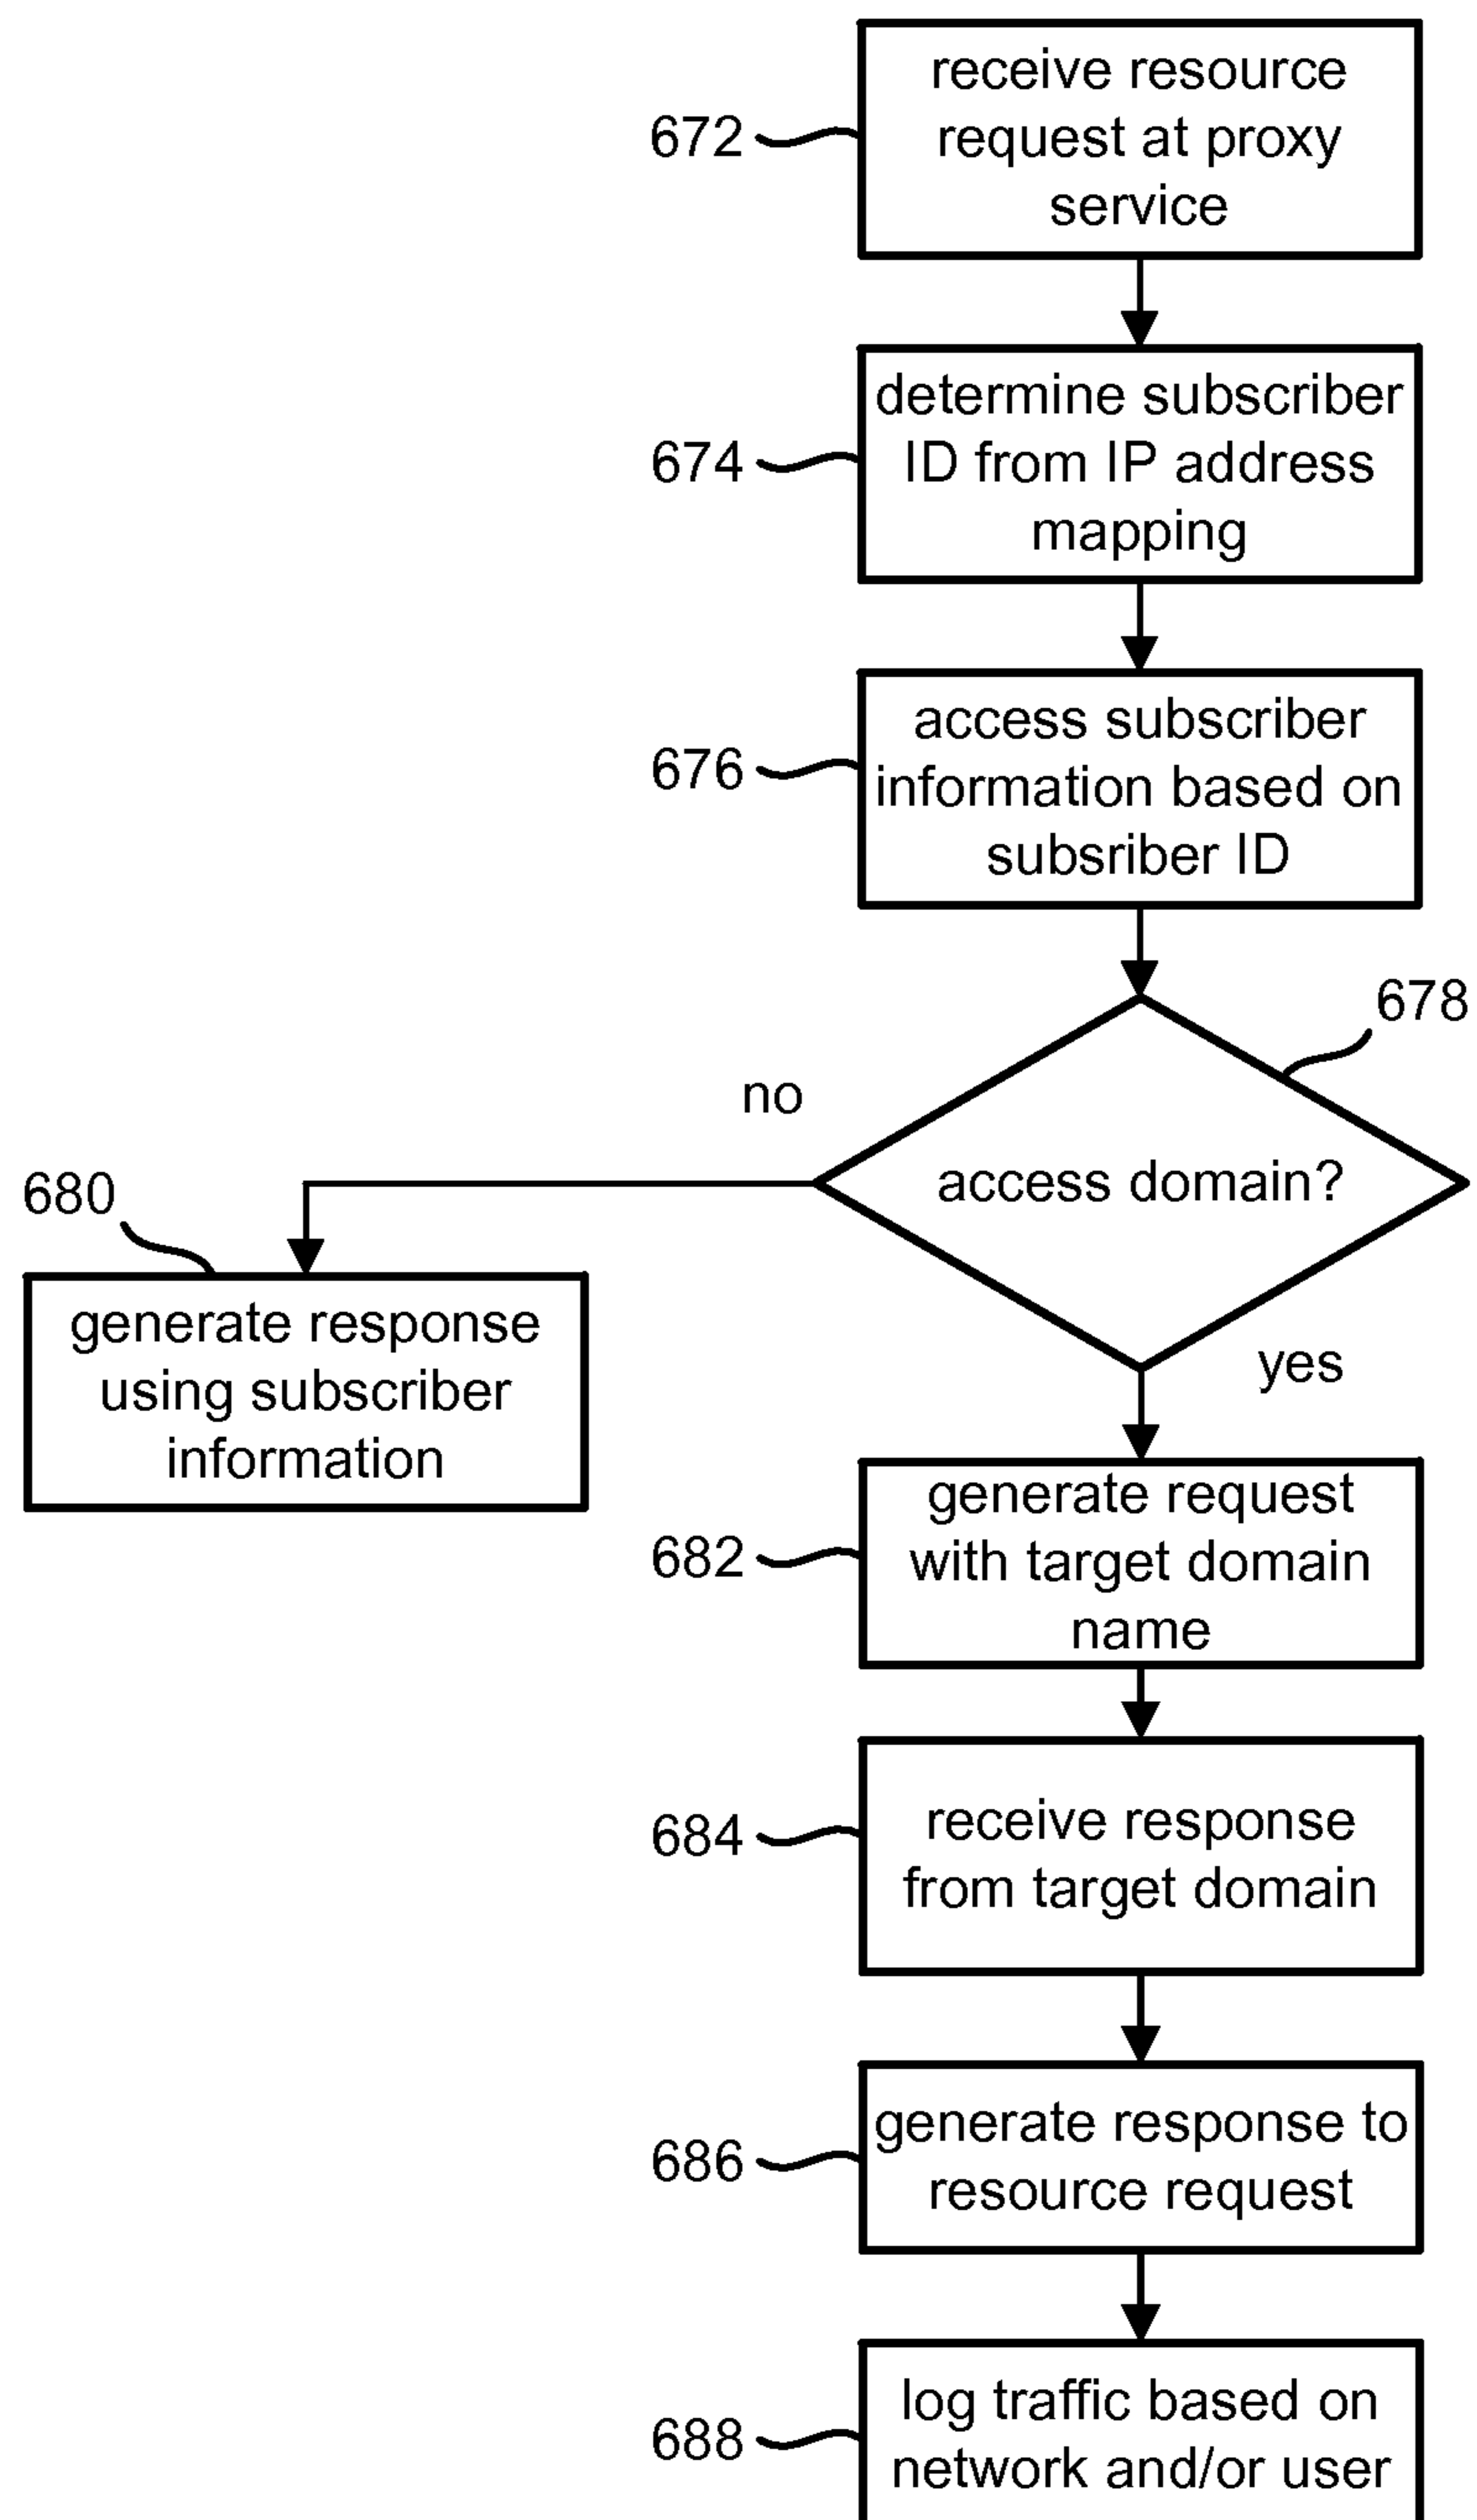 672
receive resource
request at proxy
service
674
determine subscriber
ID from IP address
mapping
676
access subscriber
information based on
subsriber ID
678
access domain?
no
yes
680
generate response
using subscriber
information
682
generate request
with target domain
name
684
receive response
from target domain
686
generate response to
resource request
688
log traffic based on
network and/or user